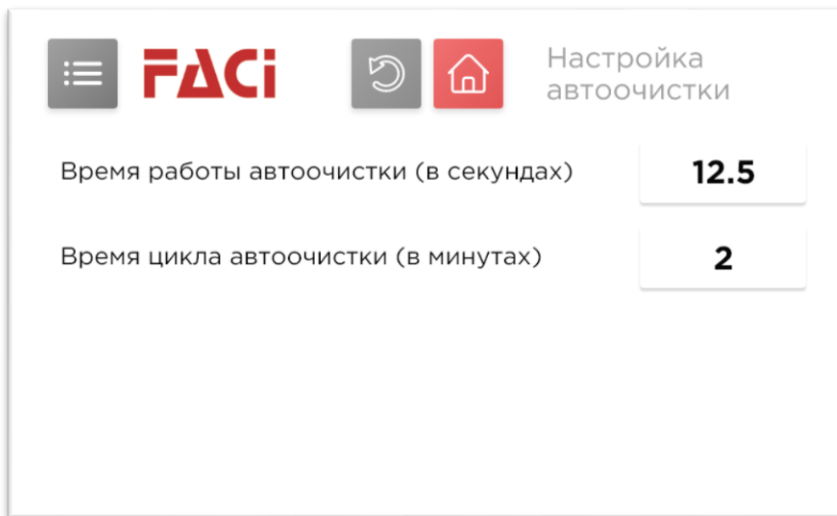 FACi
Настройка
автоочистки
Время работы автоочистки (в секундах) 12.5
Время цикла автоочистки (в минутах) 2